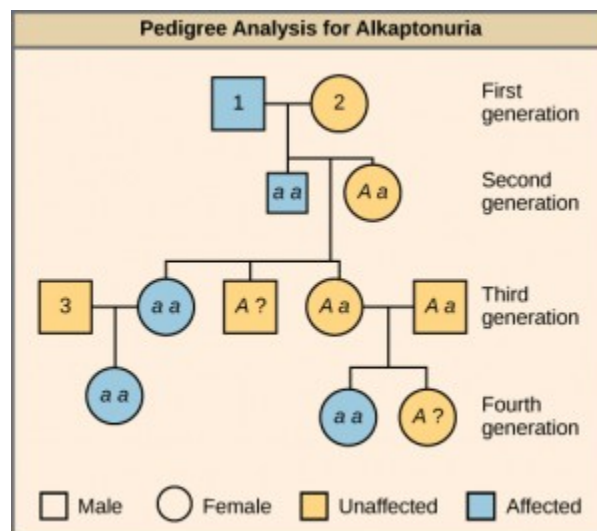 Pedigree Analysis for Alkaptonuria
1
2
First
generation
a a
A a
Second
generation
3
a a
A ?
A a
A a
Third
generation
a a
a a
A ?
Fourth
generation
Male
Female
Unaffected
Affected